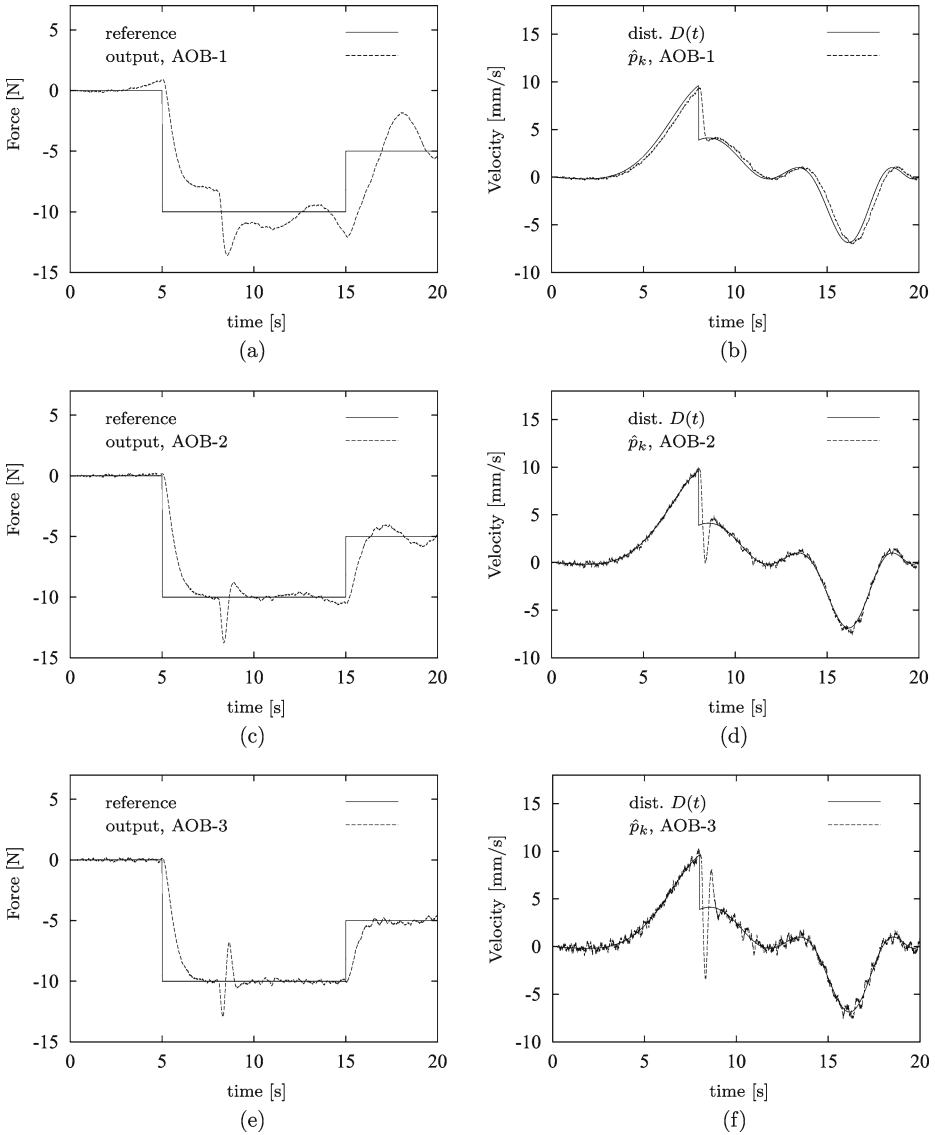 reference
output, AOB-1
Force [N]
5
0
-5
-10
-15
0 5 10 15 20
time [s]
(a)
dist. D(t)
p̂k, AOB-1
Velocity [mm/s]
15
10
5
0
-5
-10
0 5 10 15 20
time [s]
(b)
reference
output, AOB-2
Force [N]
5
0
-5
-10
-15
0 5 10 15 20
time [s]
(c)
dist. D(t)
p̂k, AOB-2
Velocity [mm/s]
15
10
5
0
-5
-10
0 5 10 15 20
time [s]
(d)
reference
output, AOB-3
Force [N]
5
0
-5
-10
-15
0 5 10 15 20
time [s]
(e)
dist. D(t)
p̂k, AOB-3
Velocity [mm/s]
15
10
5
0
-5
-10
0 5 10 15 20
time [s]
(f)